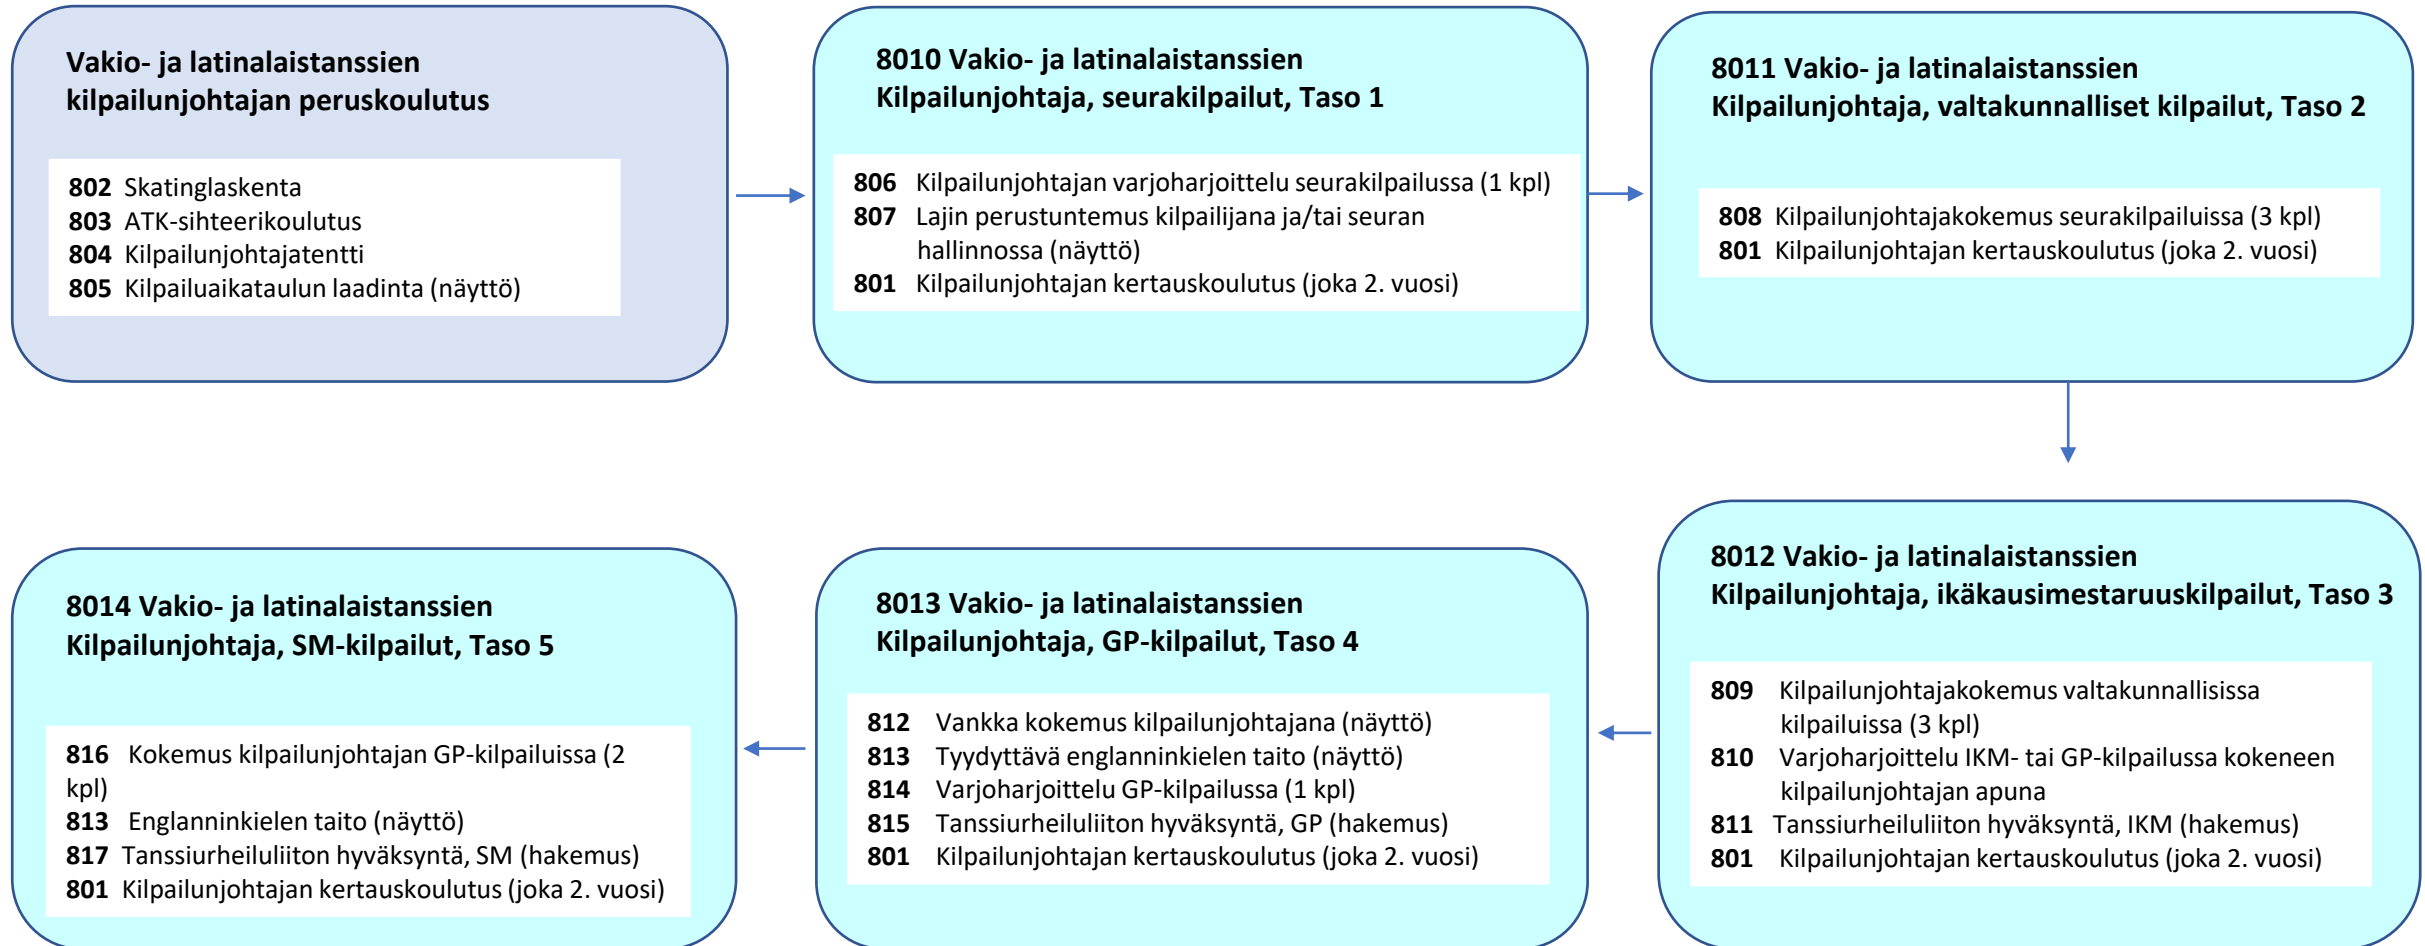 Vakio- ja latinalaistanssien
kilpailunjohtajan peruskoulutus
802 Skatinglaskenta
803 ATK-sihteerikoulutus
804 Kilpailunjohtajatentti
805 Kilpailuaikataulun laadinta (näyttö)
8010 Vakio- ja latinalaistanssien
Kilpailunjohtaja, seurakilpailut, Taso 1
806 Kilpailunjohtajan varjoharjoittelu seurakilpailussa (1 kpl)
807 Lajin perustuntemus kilpailijana ja/tai seuran
hallinnossa (näyttö)
801 Kilpailunjohtajan kertauskoulutus (joka 2. vuosi)
8011 Vakio- ja latinalaistanssien
Kilpailunjohtaja, valtakunnalliset kilpailut, Taso 2
808 Kilpailunjohtajakokemus seurakilpailuissa (3 kpl)
801 Kilpailunjohtajan kertauskoulutus (joka 2. vuosi)
8012 Vakio- ja latinalaistanssien
Kilpailunjohtaja, ikäkausimestaruuskilpailut, Taso 3
809 Kilpailunjohtajakokemus valtakunnallisissa
kilpailuissa (3 kpl)
810 Varjoharjoittelu IKM- tai GP-kilpailussa kokeneen
kilpailunjohtajan apuna
811 Tanssiurheiluliiton hyväksyntä, IKM (hakemus)
801 Kilpailunjohtajan kertauskoulutus (joka 2. vuosi)
8013 Vakio- ja latinalaistanssien
Kilpailunjohtaja, GP-kilpailut, Taso 4
812 Vankka kokemus kilpailunjohtajana (näyttö)
813 Tyydyttävä englanninkielen taito (näyttö)
814 Varjoharjoittelu GP-kilpailussa (1 kpl)
815 Tanssiurheiluliiton hyväksyntä, GP (hakemus)
801 Kilpailunjohtajan kertauskoulutus (joka 2. vuosi)
8014 Vakio- ja latinalaistanssien
Kilpailunjohtaja, SM-kilpailut, Taso 5
816 Kokemus kilpailunjohtajan GP-kilpailuissa (2
kpl)
813 Englanninkielen taito (näyttö)
817 Tanssiurheiluliiton hyväksyntä, SM (hakemus)
801 Kilpailunjohtajan kertauskoulutus (joka 2. vuosi)